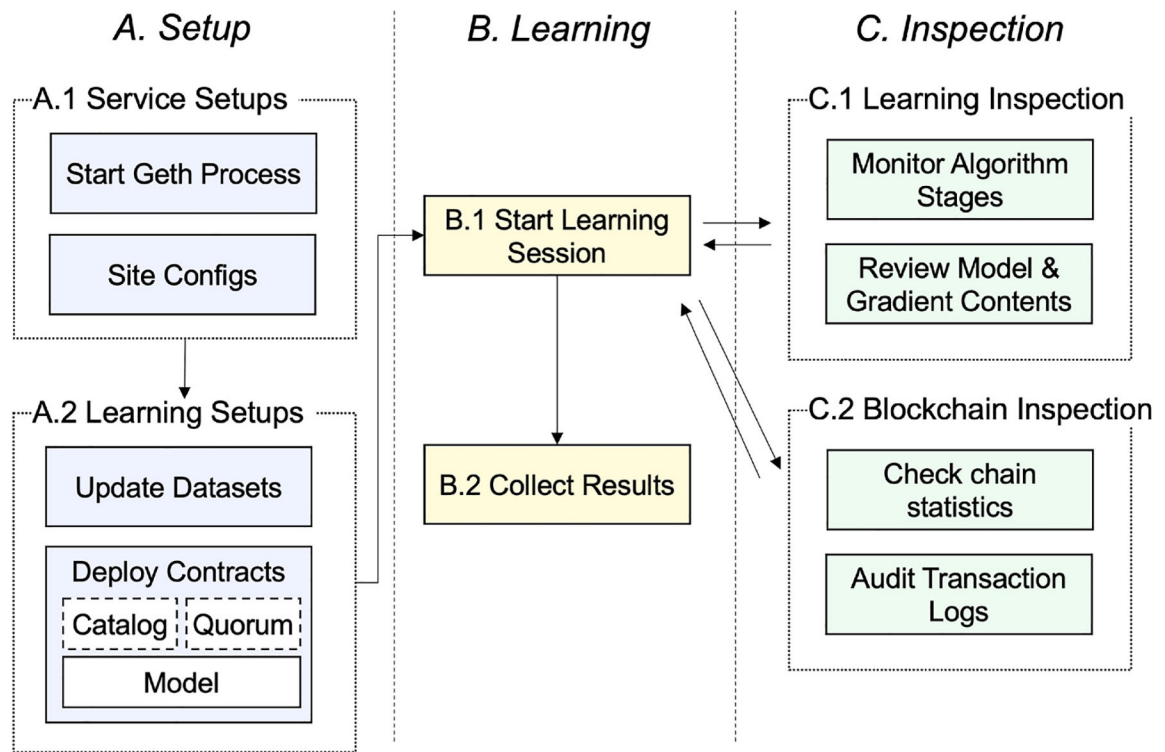 A. Setup
A.1 Service Setups
Start Geth Process
Site Configs
A.2 Learning Setups
Update Datasets
Deploy Contracts
Catalog
Quorum
Model
B. Learning
B.1 Start Learning
Session
B.2 Collect Results
C. Inspection
C.1 Learning Inspection
Monitor Algorithm
Stages
Review Model &
Gradient Contents
C.2 Blockchain Inspection
Check chain
statistics
Audit Transaction
Logs